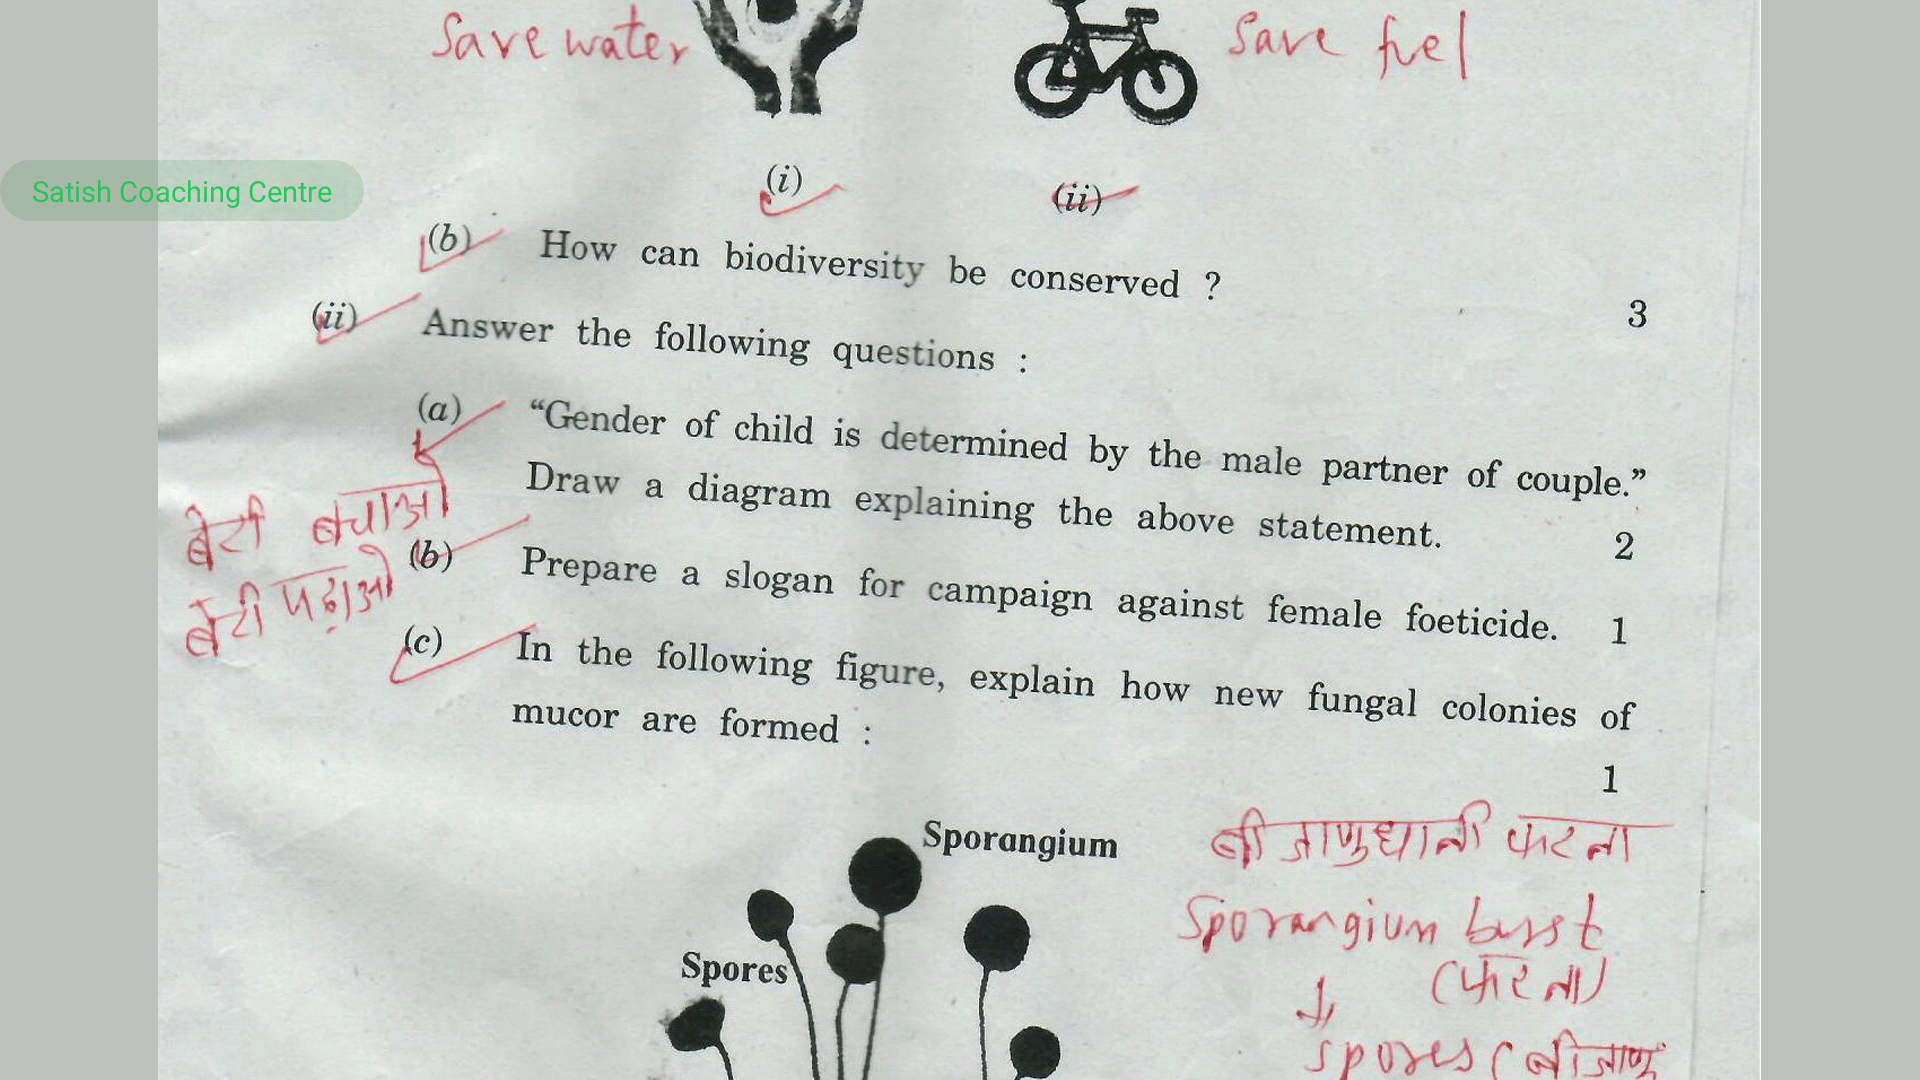 Save water
Save fuel
Satish Coaching Centre
(i)
(ii)
(b) How can biodiversity be conserved ?
3
(ii) Answer the following questions :
(a) “Gender of child is determined by the male partner of couple.”
Draw a diagram explaining the above statement. 2
बेटी बचाओ
(b) Prepare a slogan for campaign against female foeticide. 1
बेटी पढ़ाओ
(c) In the following figure, explain how new fungal colonies of
mucor are formed :
1
Sporangium
बीजाणुधानी फटना
Sporangium burst
Spores
(फटना)
spores (बीजाणु